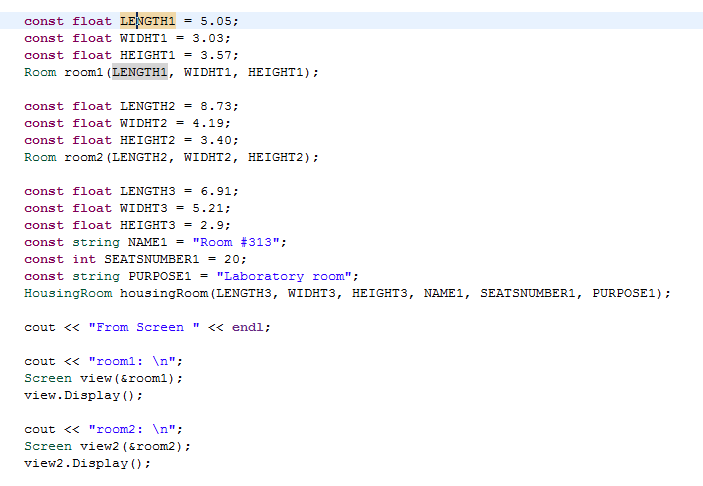 const float LENGTH1 = 5.05;
const float WIDHT1 = 3.03;
const float HEIGHT1 = 3.57;
Room room1(LENGTH1, WIDHT1, HEIGHT1);
const float LENGTH2 = 8.73;
const float WIDHT2 = 4.19;
const float HEIGHT2 = 3.40;
Room room2(LENGTH2, WIDHT2, HEIGHT2);
const float LENGTH3 = 6.91;
const float WIDHT3 = 5.21;
const float HEIGHT3 = 2.9;
const string NAME1 = "Room #313";
const int SEATSNUMBER1 = 20;
const string PURPOSE1 = "Laboratory room";
HousingRoom housingRoom(LENGTH3, WIDHT3, HEIGHT3, NAME1, SEATSNUMBER1, PURPOSE1);
cout << "From Screen " << endl;
cout << "room1: \n";
Screen view(&room1);
view.Display();
cout << "room2: \n";
Screen view2(&room2);
view2.Display();